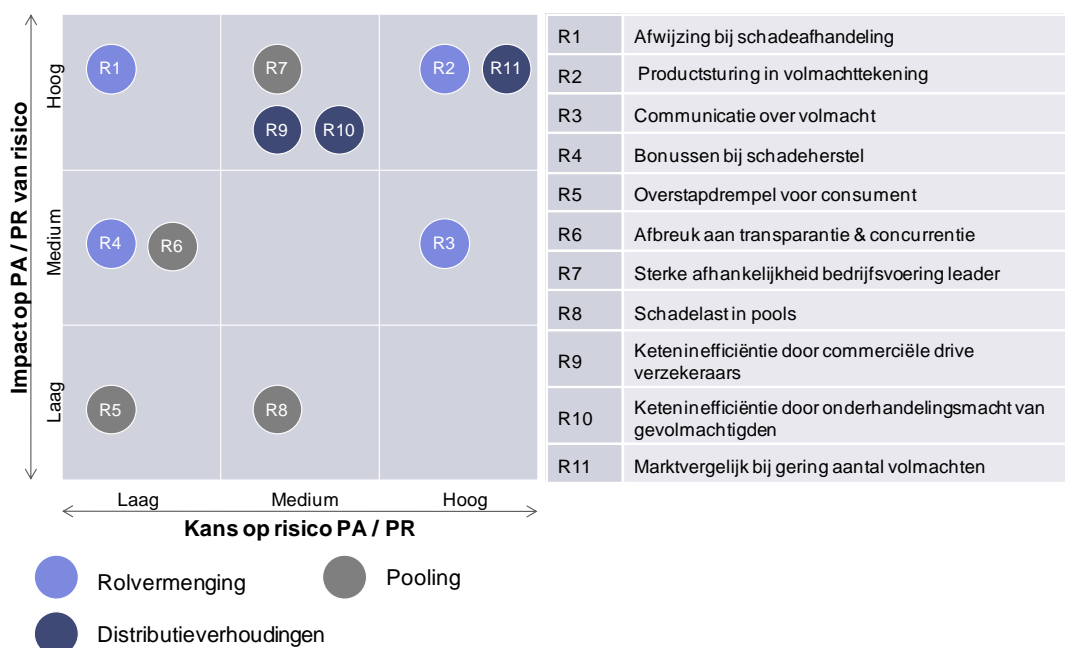 Impact op PA / PR van risico
Hoog
Medium
Laag
R1
R7
R2
R11
R9
R10
R4
R6
R3
R5
R8
Laag
Medium
Hoog
Kans op risico PA / PR
Rolvermenging
Pooling
Distributieverhoudingen
R1 Afwijzing bij schadeafhandeling
R2 Productsturing in volmachttekening
R3 Communicatie over volmacht
R4 Bonussen bij schadeherstel
R5 Overstapdrempel voor consument
R6 Afbreuk aan transparantie & concurrentie
R7 Sterke afhankelijkheid bedrijfsvoering leader
R8 Schadelast in pools
R9 Keteninefficiëntie door commerciële drive
verzekeraars
R10 Keteninefficiëntie door onderhandelingsmacht van
gevolmachtigden
R11 Marktvergelijk bij gering aantal volmachten